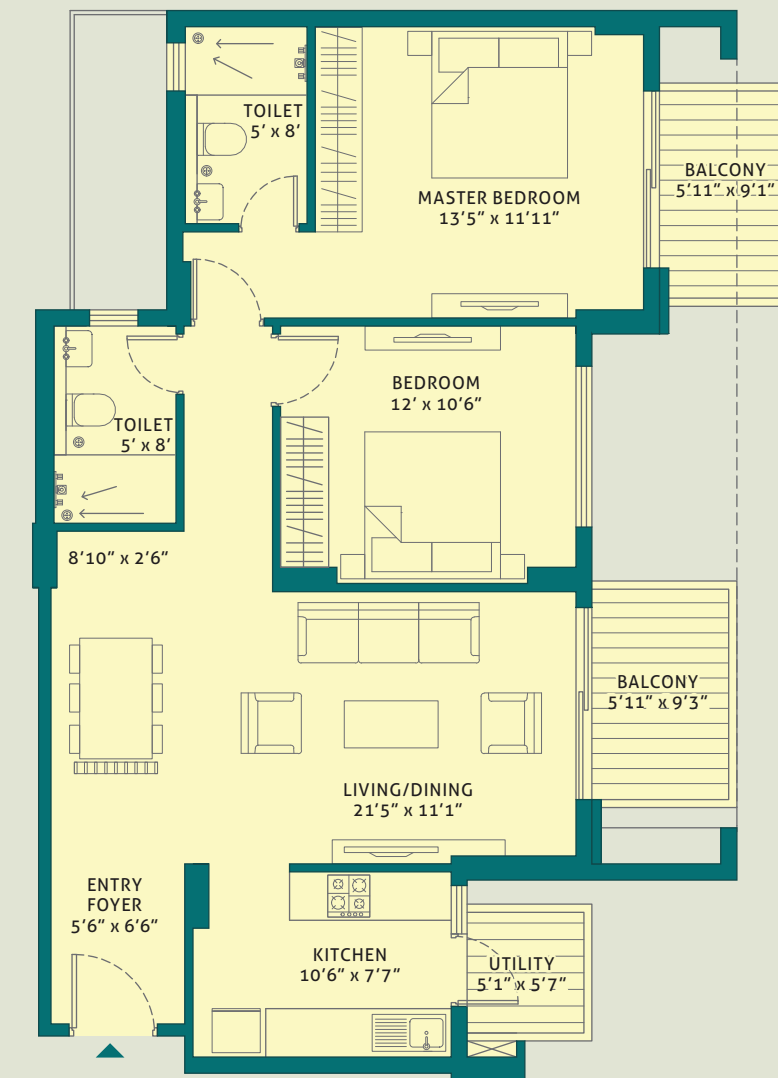 TOILET
5' x 8'
MASTER BEDROOM
13'5" x 11'11"
BALCONY
5'11" x 9'1"
BEDROOM
12' x 10'6"
TOILET
5' x 8'
8'10" x 2'6"
BALCONY
5'11" x 9'3"
LIVING/DINING
21'5" x 11'1"
ENTRY
FOYER
5'6" x 6'6"
KITCHEN
10'6" x 7'7"
UTILITY
5'1" x 5'7"